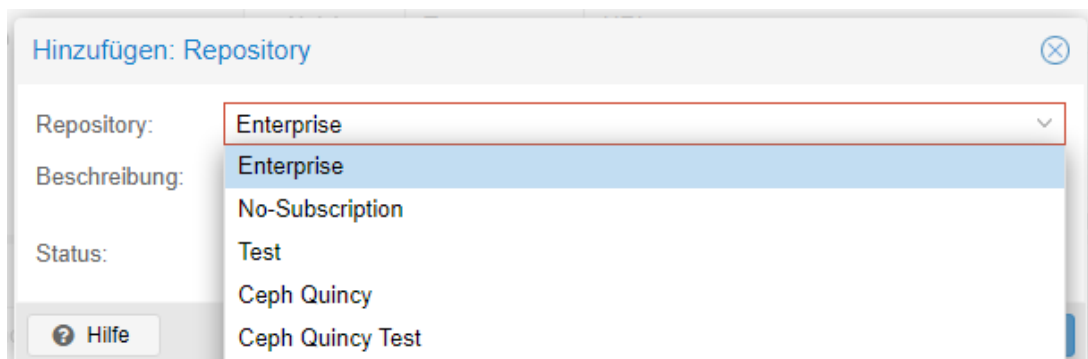 Hinzufügen: Repository
Repository: Enterprise
Enterprise
Beschreibung:
No-Subscription
Status: Test
Ceph Quincy
Hilfe Ceph Quincy Test